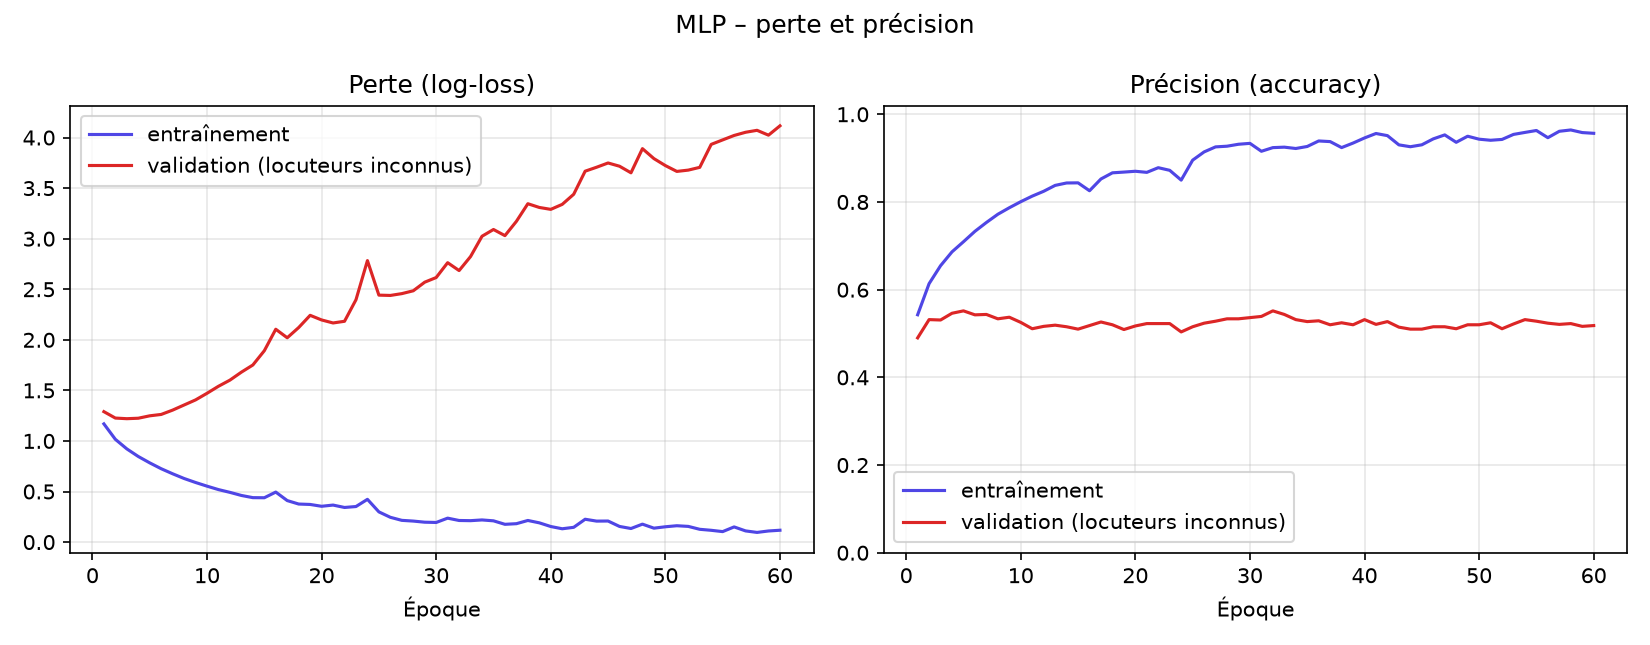 MLP – perte et précision
Perte (log-loss)
entraînement
validation (locuteurs inconnus)
4.0
3.5
3.0
2.5
2.0
1.5
1.0
0.5
0.0
0 10 20 30 40 50 60
Époque
Précision (accuracy)
1.0
0.8
0.6
0.4
0.2
0.0
entraînement
validation (locuteurs inconnus)
0 10 20 30 40 50 60
Époque